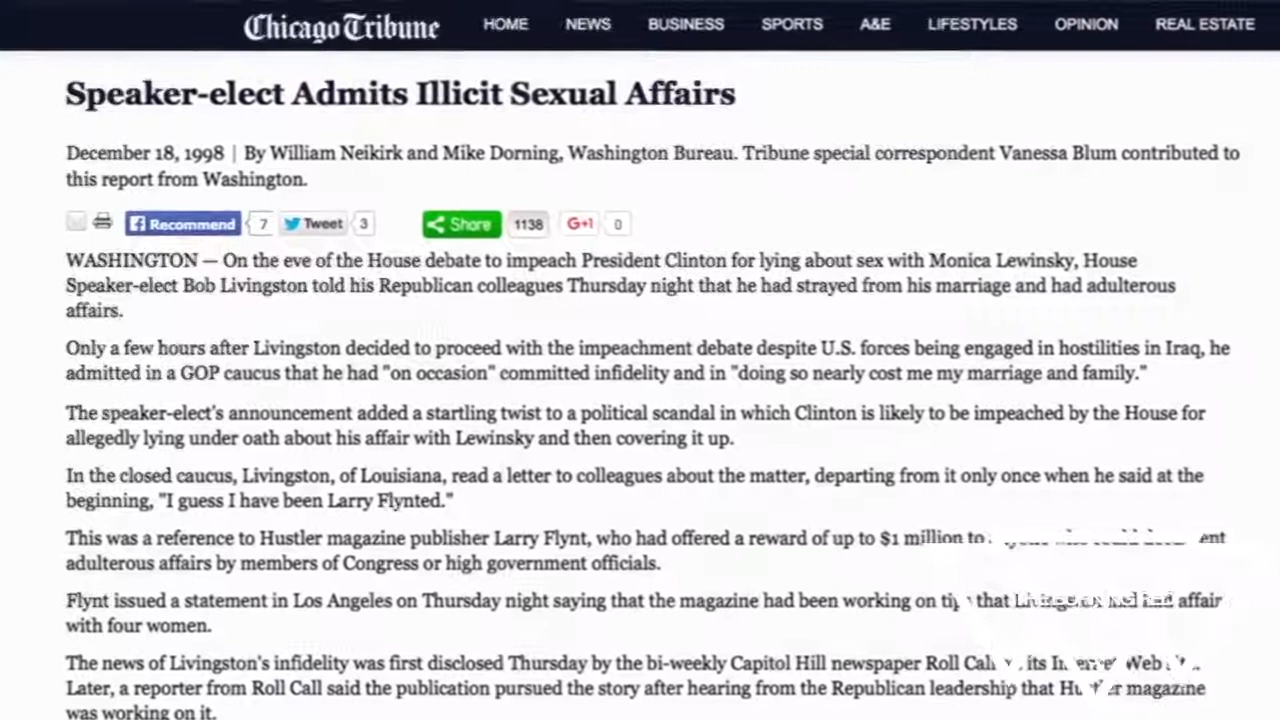 Chicago Tribune HOME NEWS BUSINESS SPORTS A&E LIFESTYLES OPINION REAL ESTATE
Speaker-elect Admits Illicit Sexual Affairs
December 18, 1998 | By William Neikirk and Mike Dorning, Washington Bureau. Tribune special correspondent Vanessa Blum contributed to
this report from Washington.
Recommend 7 Tweet 3 Share 1138 G+1 0
WASHINGTON — On the eve of the House debate to impeach President Clinton for lying about sex with Monica Lewinsky, House
Speaker-elect Bob Livingston told his Republican colleagues Thursday night that he had strayed from his marriage and had adulterous
affairs.
Only a few hours after Livingston decided to proceed with the impeachment debate despite U.S. forces being engaged in hostilities in Iraq, he
admitted in a GOP caucus that he had "on occasion" committed infidelity and in "doing so nearly cost me my marriage and family."
The speaker-elect's announcement added a startling twist to a political scandal in which Clinton is likely to be impeached by the House for
allegedly lying under oath about his affair with Lewinsky and then covering it up.
In the closed caucus, Livingston, of Louisiana, read a letter to colleagues about the matter, departing from it only once when he said at the
beginning, "I guess I have been Larry Flynted."
This was a reference to Hustler magazine publisher Larry Flynt, who had offered a reward of up to $1 million to
adulterous affairs by members of Congress or high government officials.
Flynt issued a statement in Los Angeles on Thursday night saying that the magazine had been working on that
with four women.
The news of Livingston's infidelity was first disclosed Thursday by the bi-weekly Capitol Hill newspaper Roll Call its Web
Later, a reporter from Roll Call said the publication pursued the story after hearing from the Republican leadership that Hustler magazine
was working on it.